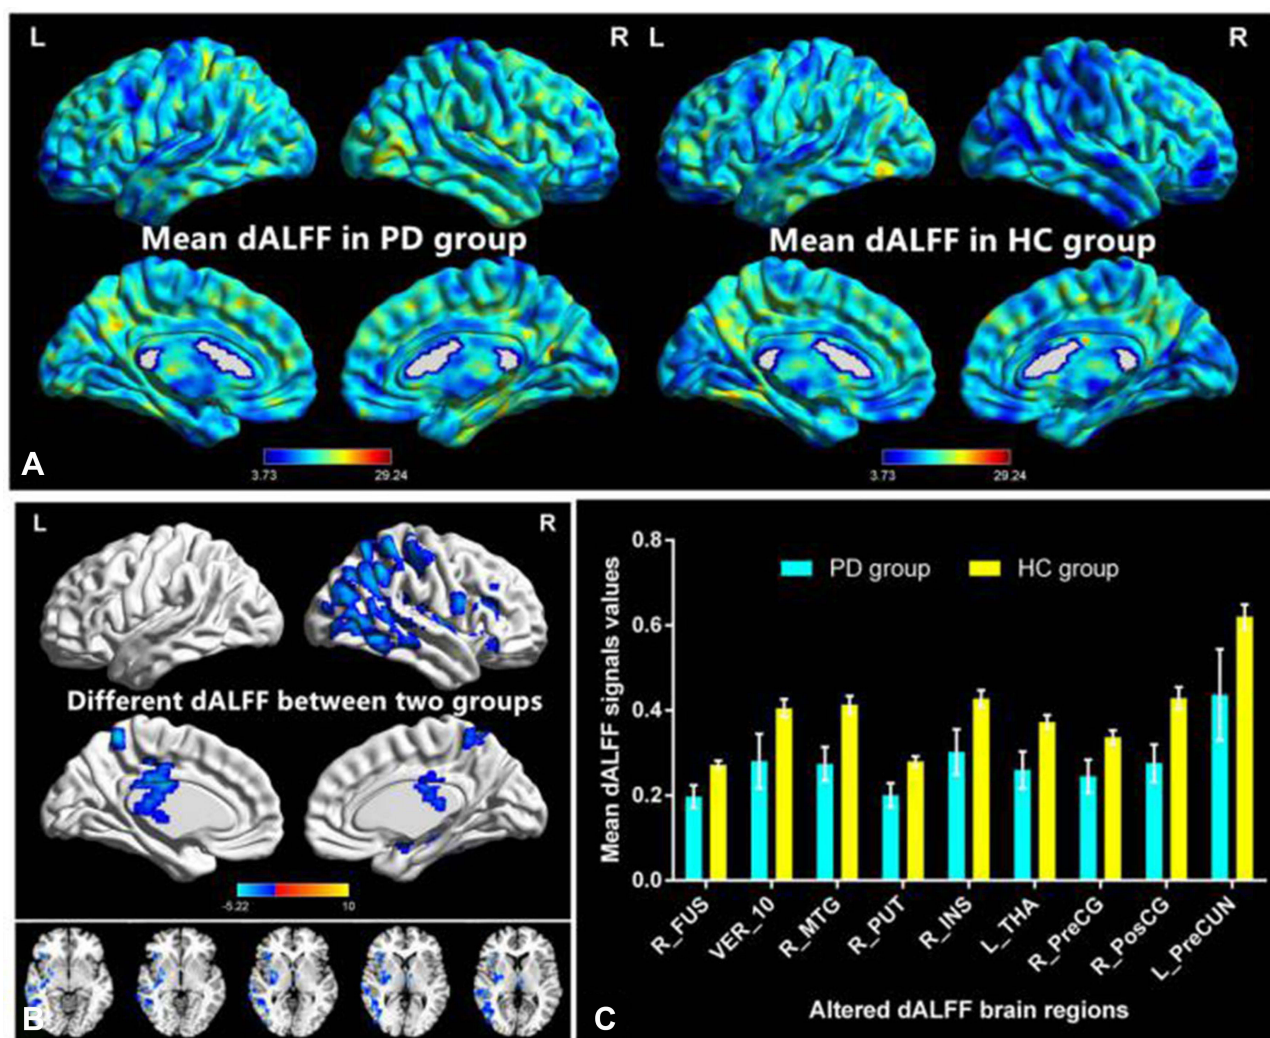 L
R
L
R
Mean dALFF in PD group
Mean dALFF in HC group
A
3.73
29.24
3.73
29.24
L
R
Different dALFF between two groups
-5.22
10
B
0.8
0.6
0.4
0.2
0.0
Mean dALFF signals values
PD group
HC group
R_FUS
VER_10
R_MTG
R_PUT
R_INS
L_THA
R_PreCG
R_PosCG
L_PreCUN
Altered dALFF brain regions
C